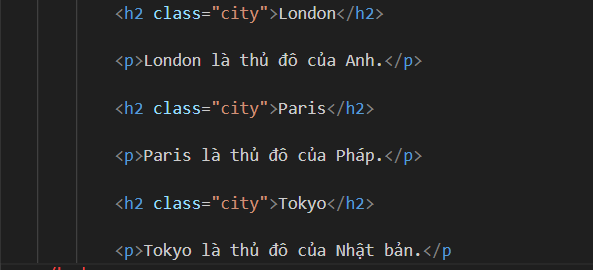 <h2 class="city">London</h2>
<p>London là thủ đô của Anh.</p>
<h2 class="city">Paris</h2>
<p>Paris là thủ đô của Pháp.</p>
<h2 class="city">Tokyo</h2>
<p>Tokyo là thủ đô của Nhật bản.</p